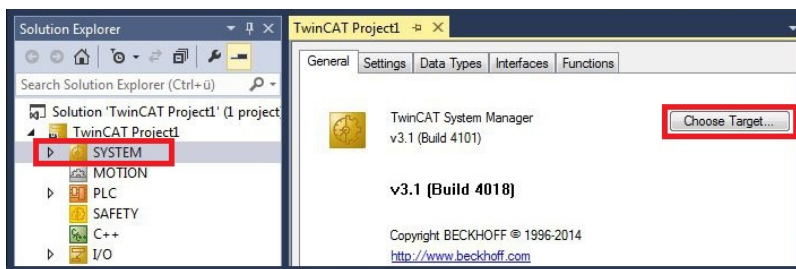 Solution Explorer
Search Solution Explorer (Ctrl+ü)
Solution 'TwinCAT Project1' (1 project
TwinCAT Project1
SYSTEM
MOTION
PLC
SAFETY
C++
I/O
TwinCAT Project1
General Settings Data Types Interfaces Functions
TwinCAT System Manager
v3.1 (Build 4101)
Choose Target...
v3.1 (Build 4018)
Copyright BECKHOFF © 1996-2014
http://www.beckhoff.com